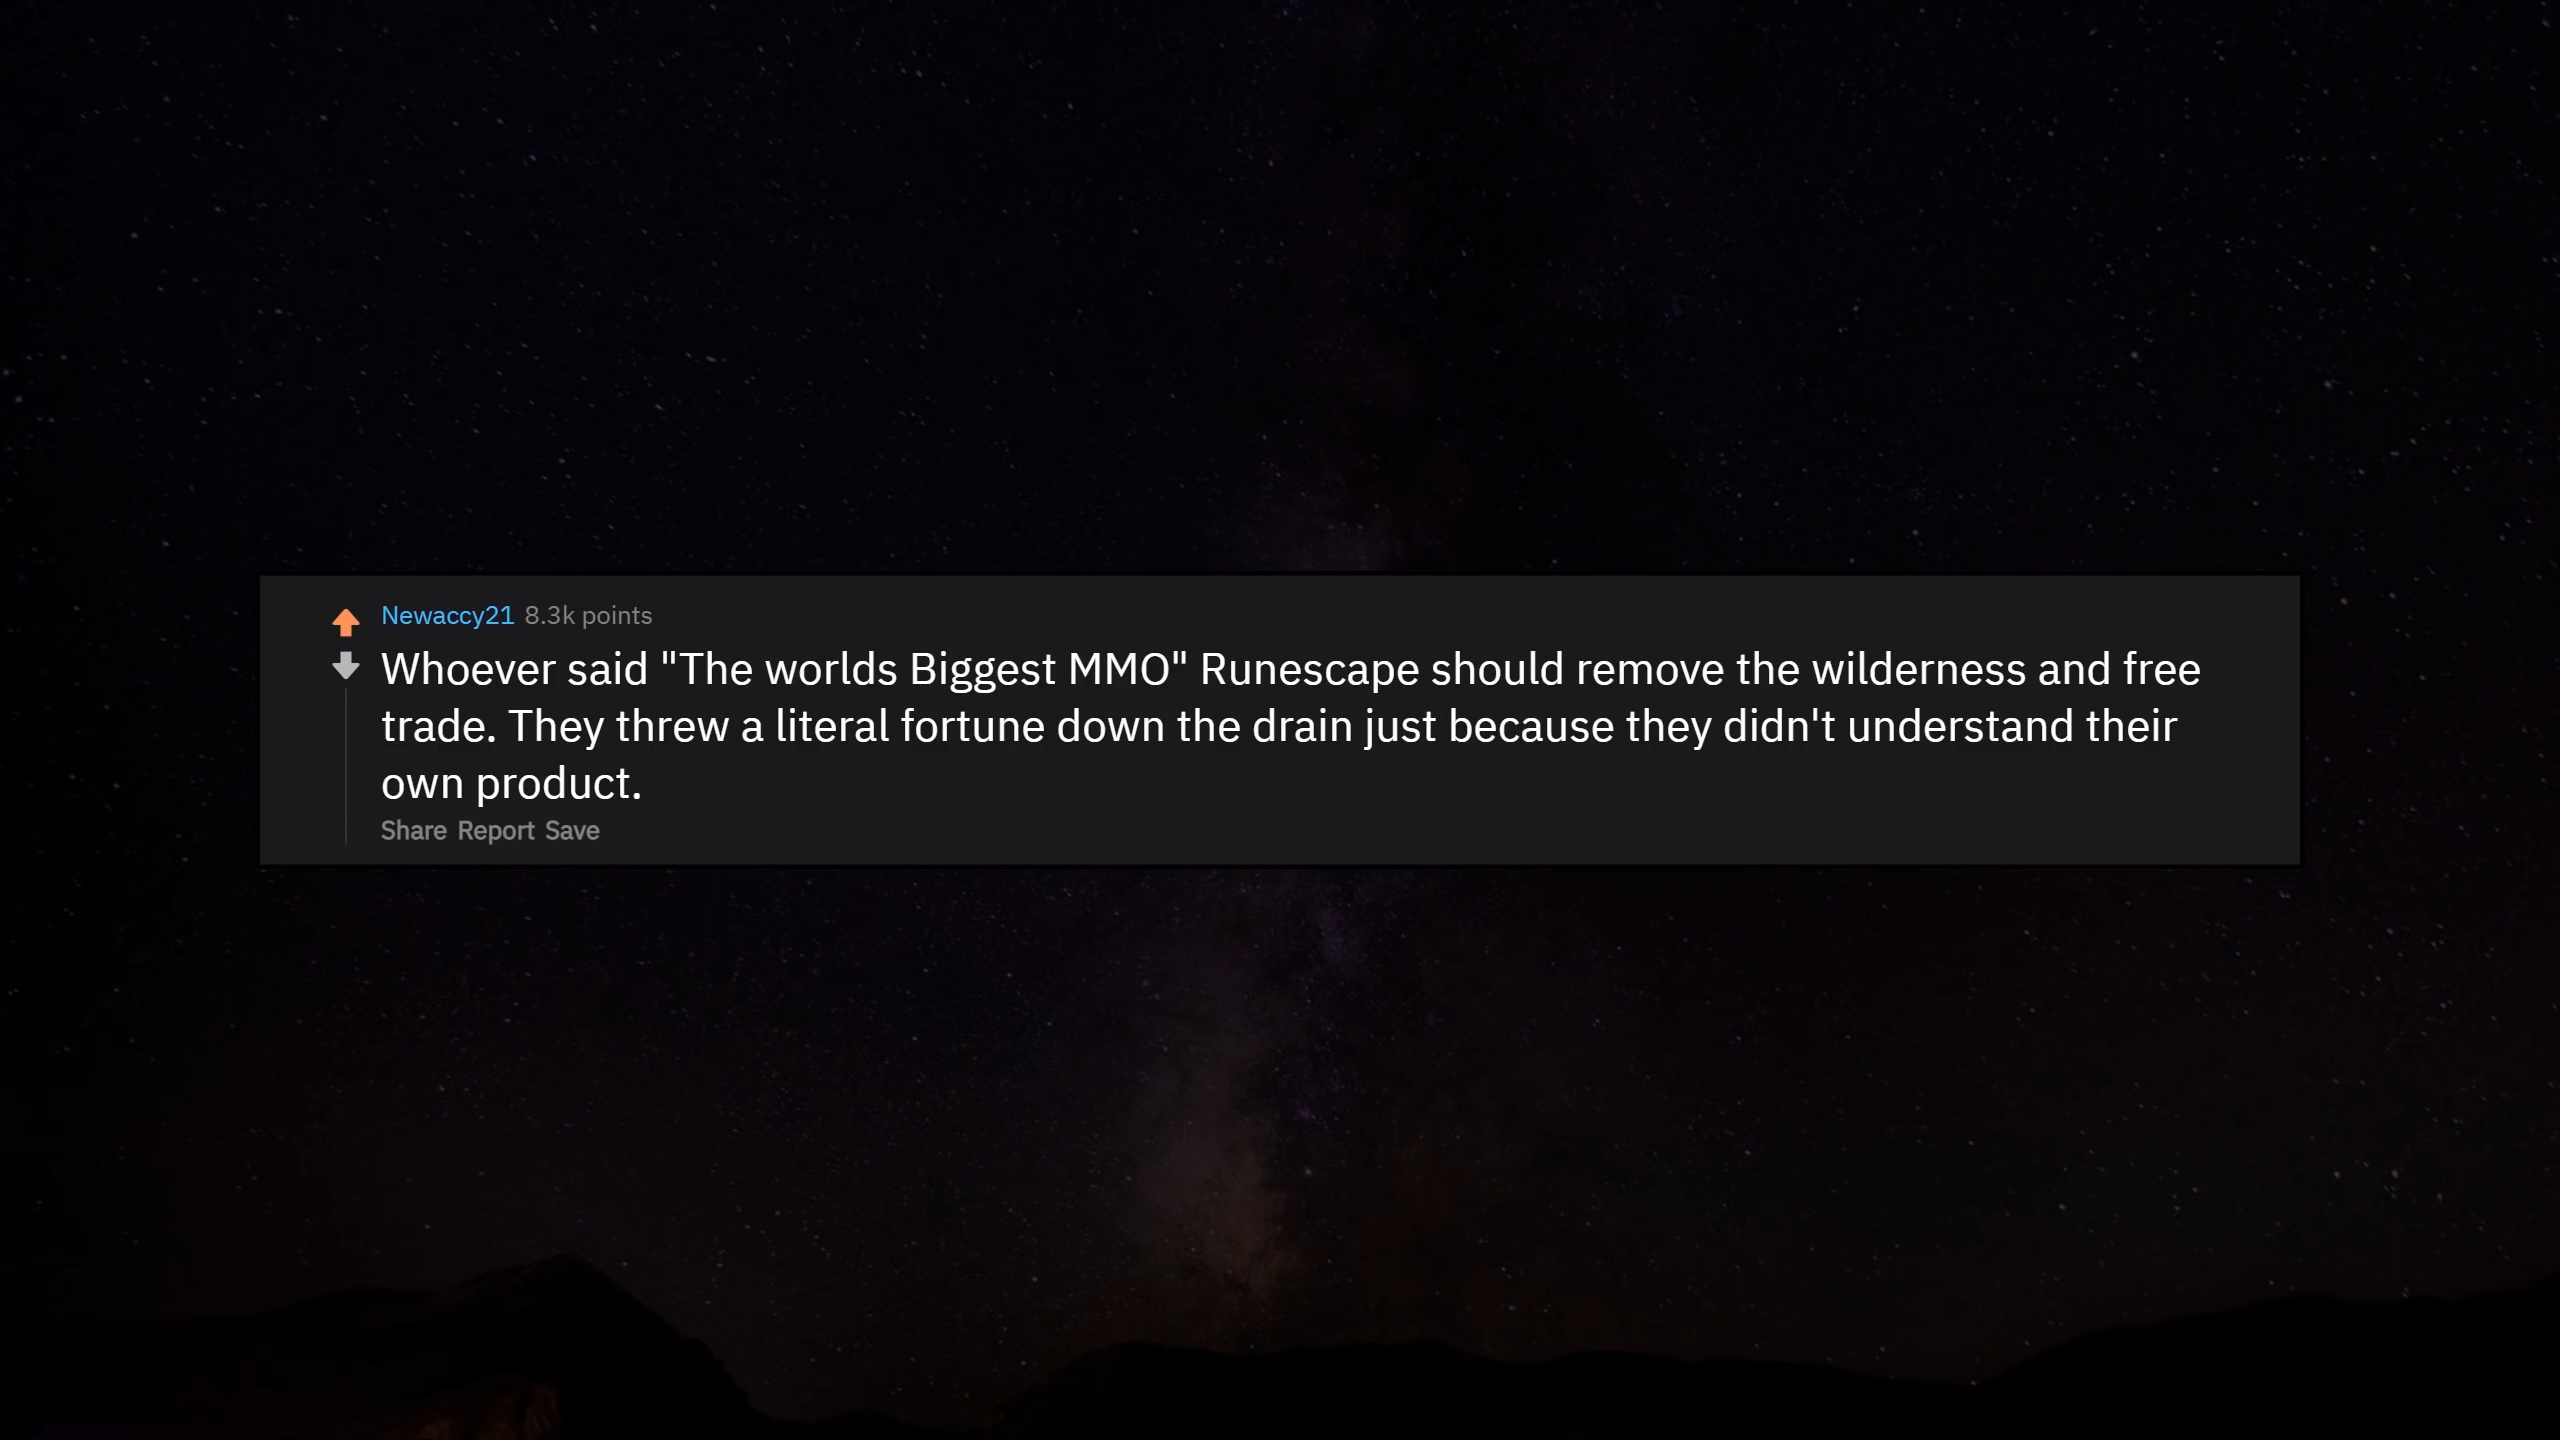 Newaccy21 8.3k points
Whoever said "The worlds Biggest MMO" Runescape should remove the wilderness and free
trade. They threw a literal fortune down the drain just because they didn't understand their
own product.
Share Report Save